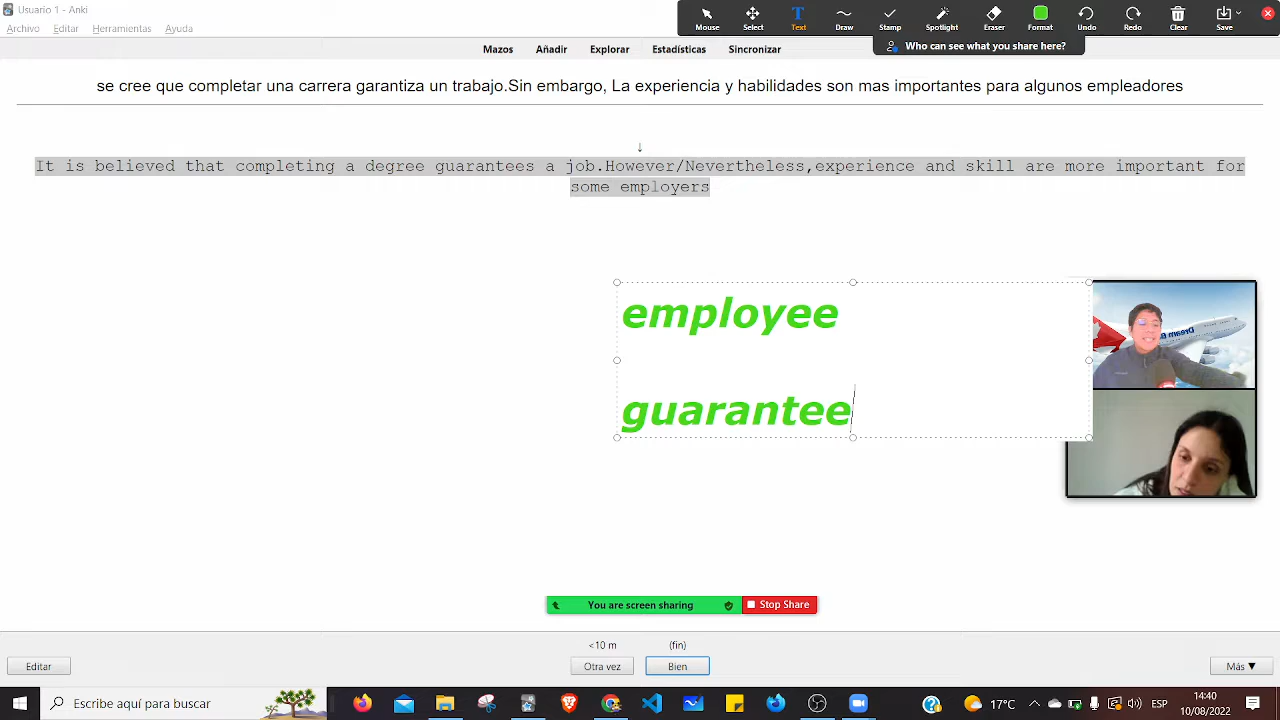 Usuario 1 - Anki
Archivo Editar Herramientas Ayuda
Mouse Select Text Draw Stamp Spotlight Eraser Format Undo Redo Clear Save
Who can see what you share here?
Mazos Añadir Explorar Estadísticas Sincronizar
se cree que completar una carrera garantiza un trabajo.Sin embargo, La experiencia y habilidades son mas importantes para algunos empleadores
↓
It is believed that completing a degree guarantees a job.However/Nevertheless,experience and skill are more important for
some employers
employee
guarantee
You are screen sharing Stop Share
<10 m (fin)
Editar Otra vez Bien Más ▼
Escribe aquí para buscar
17°C
ESP
14:40
10/08/2022